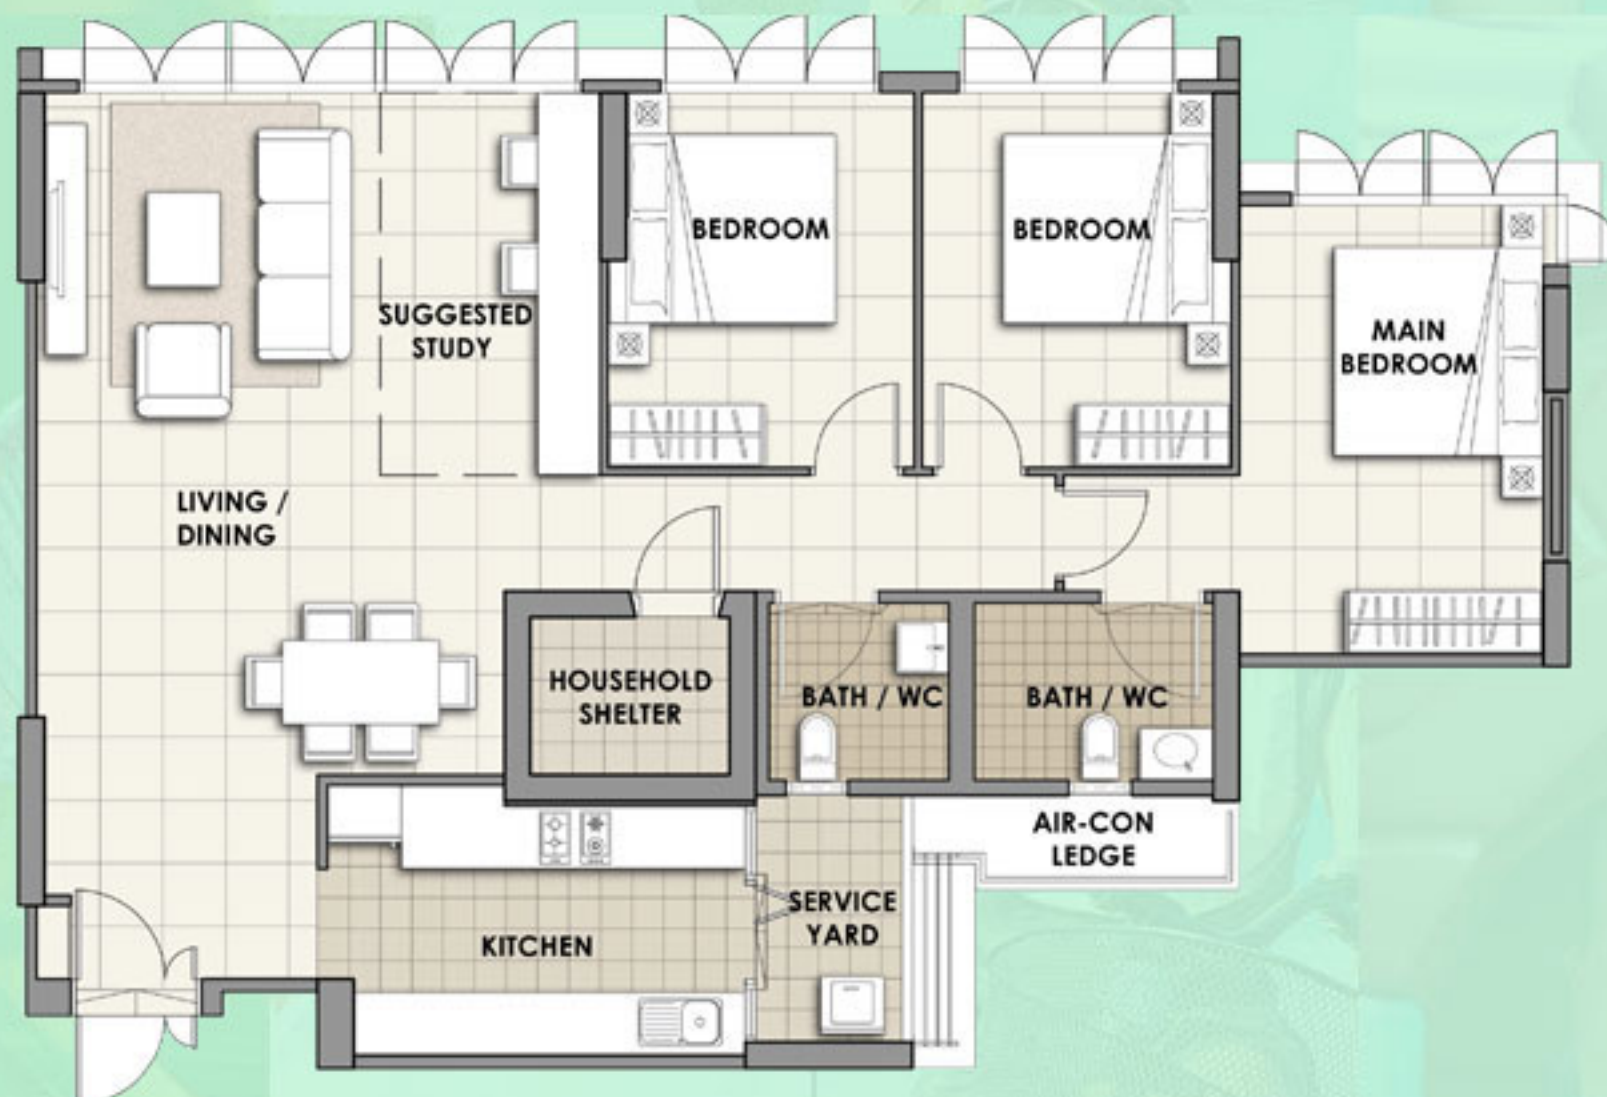 BEDROOM
BEDROOM
SUGGESTED
STUDY
MAIN
BEDROOM
LIVING /
DINING
HOUSEHOLD
SHELTER
BATH / WC
BATH / WC
AIR-CON
LEDGE
SERVICE
YARD
KITCHEN